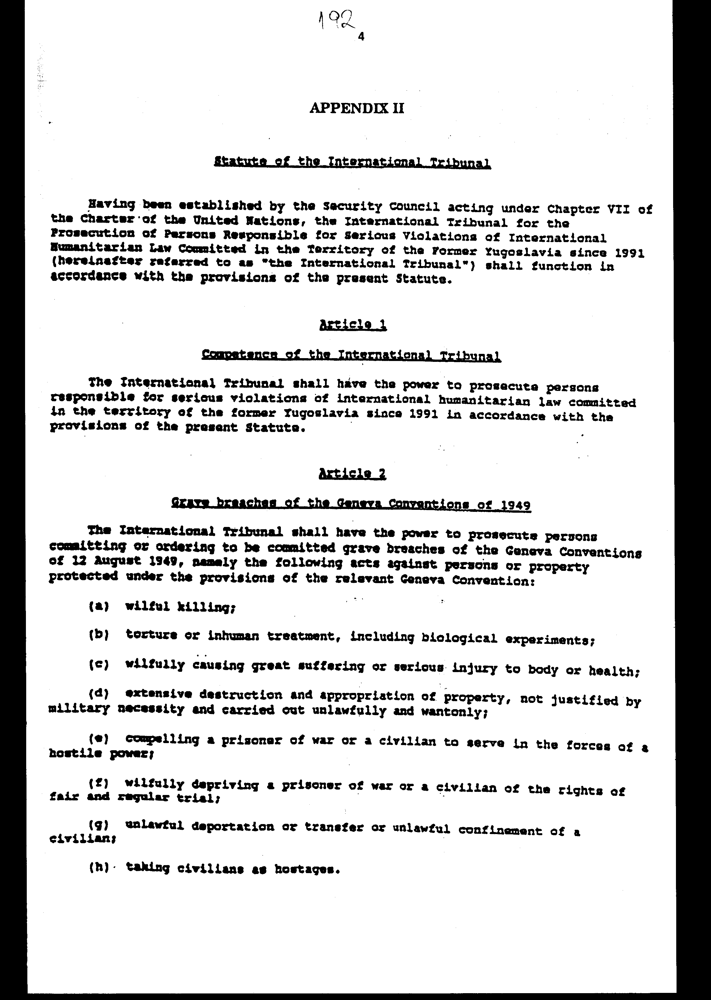 192
4
APPENDIX II
Statute of the International Tribunal
Having been established by the Security Council acting under Chapter VII of
the Charter of the United Nations, the International Tribunal for the
Prosecution of Persons Responsible for Serious Violations of International
Humanitarian Law Committed in the Territory of the Former Yugoslavia since 1991
(hereinafter referred to as "the International Tribunal") shall function in
accordance with the provisions of the present Statute.
Article 1
Competence of the International Tribunal
The International Tribunal shall have the power to prosecute persons
responsible for serious violations of international humanitarian law committed
in the territory of the former Yugoslavia since 1991 in accordance with the
provisions of the present Statute.
Article 2
Grave breaches of the Geneva Conventions of 1949
The International Tribunal shall have the power to prosecute persons
committing or ordering to be committed grave breaches of the Geneva Conventions
of 12 August 1949, namely the following acts against persons or property
protected under the provisions of the relevant Geneva Convention:
(a) wilful killing;
(b) torture or inhuman treatment, including biological experiments;
(c) wilfully causing great suffering or serious injury to body or health;
(d) extensive destruction and appropriation of property, not justified by
military necessity and carried out unlawfully and wantonly;
(e) compelling a prisoner of war or a civilian to serve in the forces of a
hostile power;
(f) wilfully depriving a prisoner of war or a civilian of the rights of
fair and regular trial;
(g) unlawful deportation or transfer or unlawful confinement of a
civilian;
(h) taking civilians as hostages.